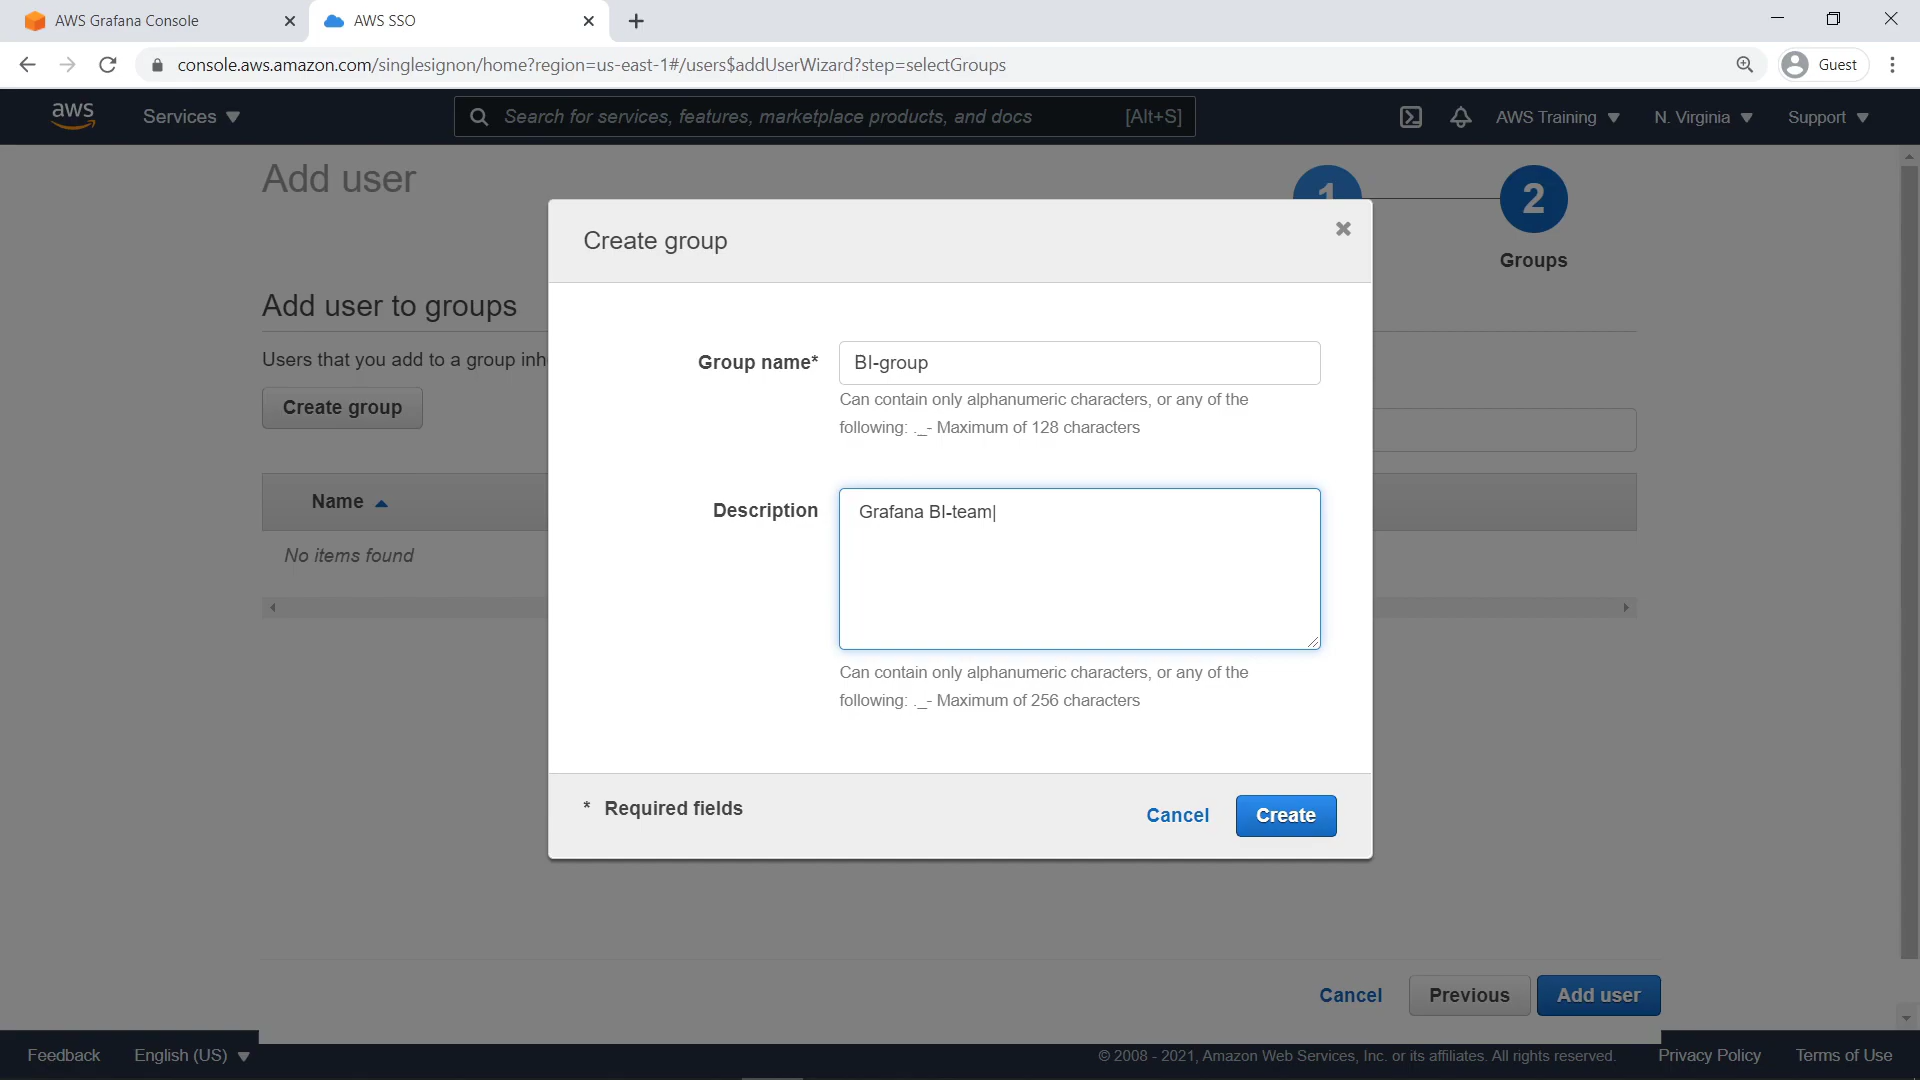 AWS Grafana Console
AWS SSO
console.aws.amazon.com/singlesignon/home?region=us-east-1#/users$addUserWizard?step=selectGroups
Guest
aws
Services
Search for services, features, marketplace products, and docs
[Alt+S]
AWS Training
N. Virginia
Support
Add user
1
2
Groups
Create group
Add user to groups
Users that you add to a group inh
Create group
Group name*
BI-group
Can contain only alphanumeric characters, or any of the
following: ._- Maximum of 128 characters
Name
No items found
Description
Grafana BI-team
Can contain only alphanumeric characters, or any of the
following: ._- Maximum of 256 characters
* Required fields
Cancel
Create
Cancel
Previous
Add user
Feedback
English (US)
© 2008 - 2021, Amazon Web Services, Inc. or its affiliates. All rights reserved.
Privacy Policy
Terms of Use